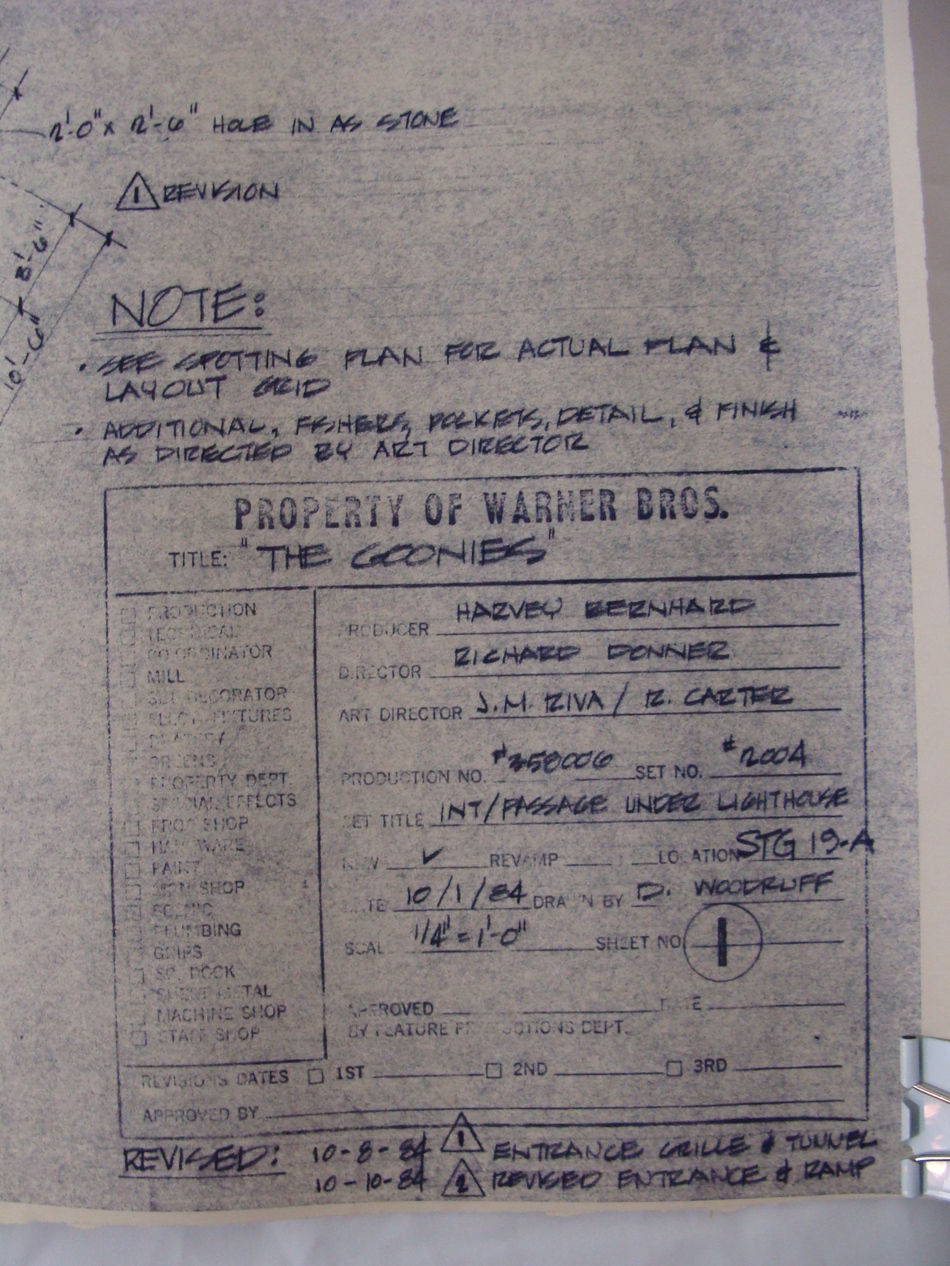 2'-0" x 2'-6" HOLE IN AS STONE
1 REVISION
8'-6"
10'-6"
NOTE:
• SEE SPOTTING PLAN FOR ACTUAL PLAN &
LAYOUT GRID
• ADDITIONAL, FISHERS, POCKETS, DETAIL, & FINISH
AS DIRECTED BY ART DIRECTOR
PROPERTY OF WARNER BROS.
TITLE: "THE GOONIES"
PRODUCTION
TECHNICAL
CO-ORDINATOR
MILL
SET DECORATOR
ELECT. FIXTURES
DRAPERY
GREENS
PROPERTY DEPT.
SPECIAL EFFECTS
PROP SHOP
HARDWARE
PAINT
IRON SHOP
SCENIC
PLUMBING
GRIPS
SC. DOCK
SHEET METAL
MACHINE SHOP
STAFF SHOP
PRODUCER HARVEY BERNHARD
DIRECTOR RICHARD DONNER
ART DIRECTOR J.M. RIVA / R. CARTER
PRODUCTION NO. #358006 SET NO. #2004
SET TITLE INT/PASSAGE UNDER LIGHTHOUSE
NEW ✓ REVAMP LOCATION STG 19-A
DATE 10/1/84 DRAWN BY D. WOODRUFF
SCALE 1/4" = 1'-0" SHEET NO. 1
APPROVED DATE
BY FEATURE PRODUCTIONS DEPT.
REVISIONS DATES 1ST 2ND 3RD
APPROVED BY
REVISED: 10-8-84 1 ENTRANCE GRILLE & TUNNEL
10-10-84 2 REVISED ENTRANCE & RAMP